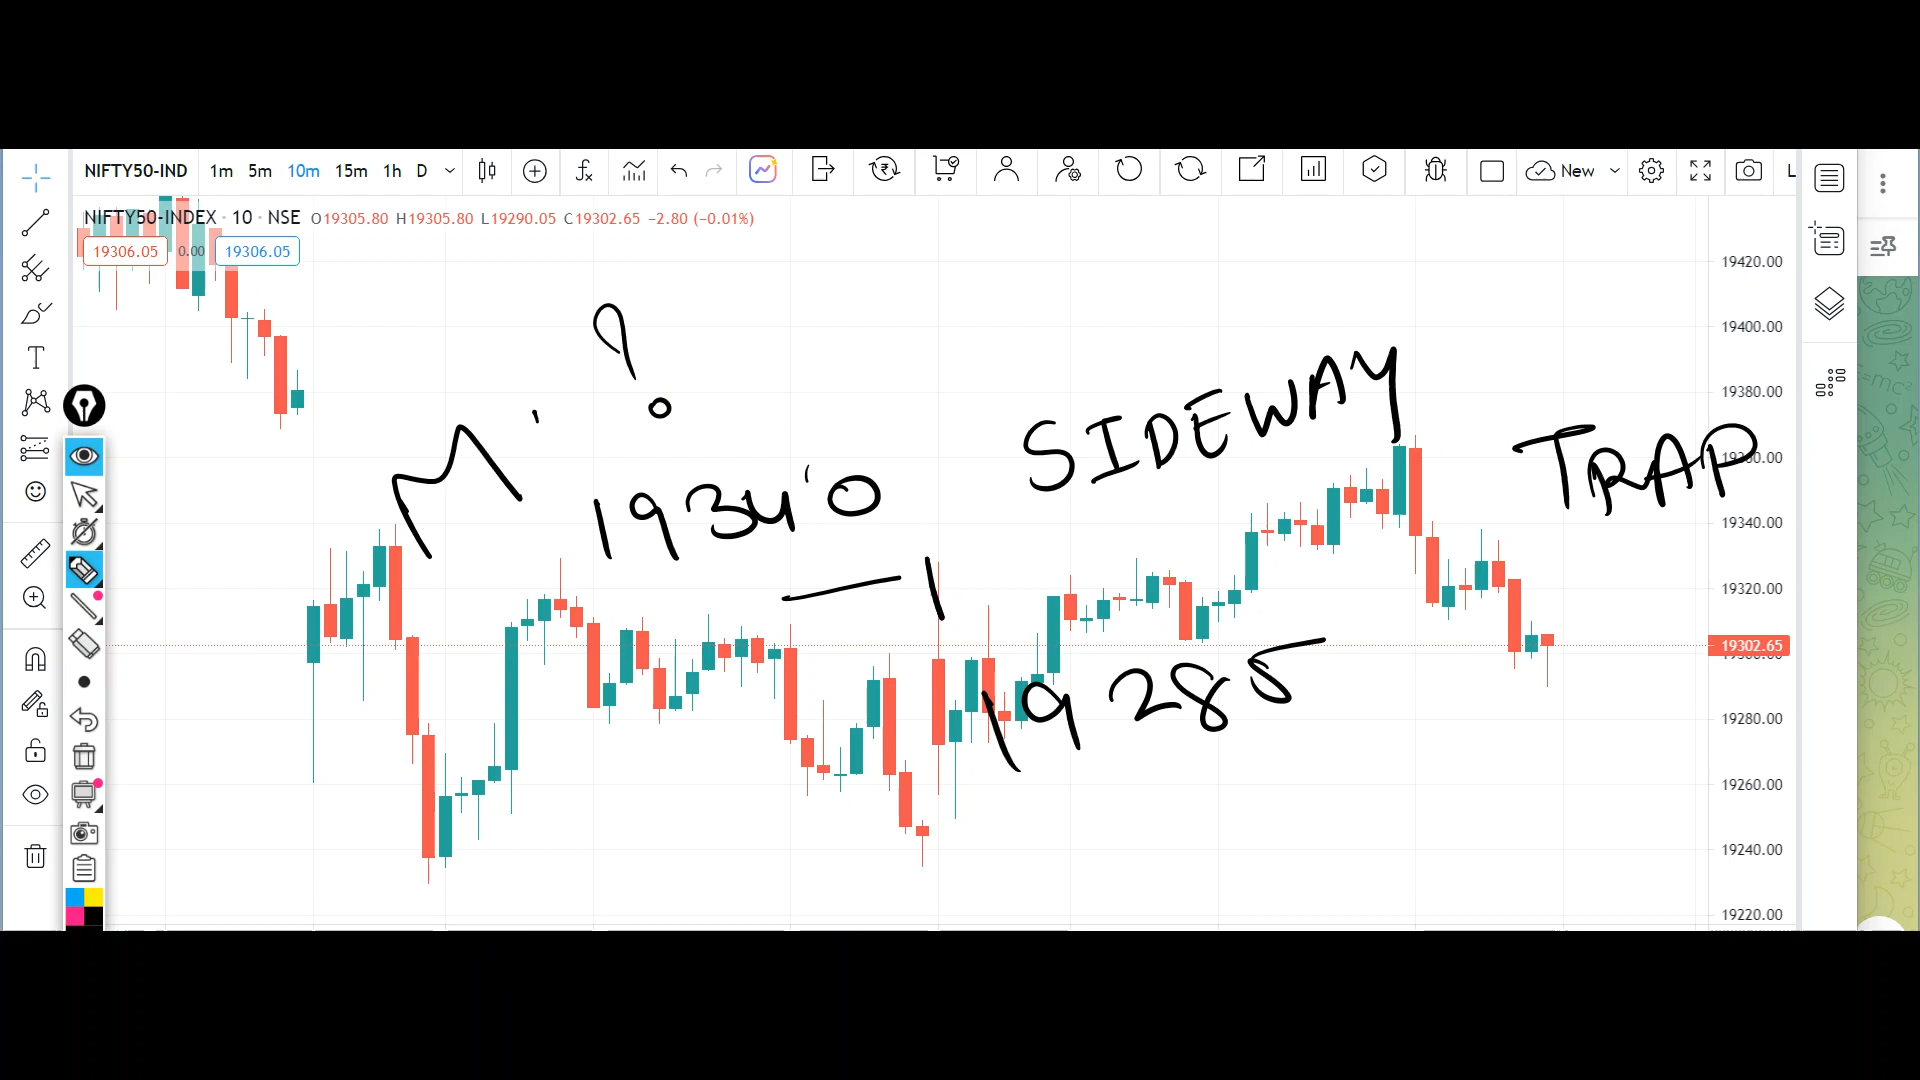 NIFTY50-IND 1m 5m 10m 15m 1h D New L
NIFTY50-INDEX · 10 · NSE O19305.80 H19305.80 L19290.05 C19302.65 −2.80 (−0.01%)
19306.05 0.00 19306.05
19420.00
19400.00
19380.00
19340.00
19320.00
19302.65
19280.00
19260.00
19240.00
19220.00
M
19340
SIDEWAY
TRAP
19285